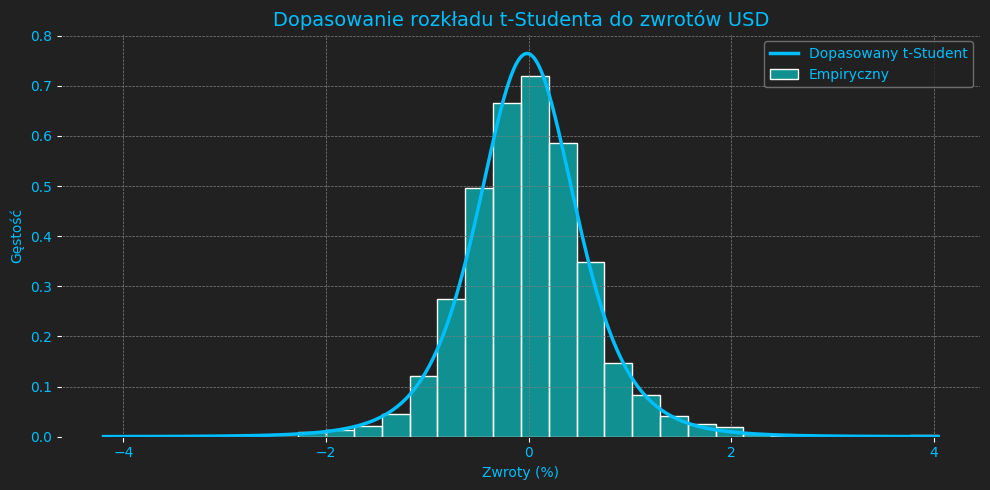 Dopasowanie rozkładu t-Studenta do zwrotów USD
Dopasowany t-Student
Empiryczny
Gęstość
0.8
0.7
0.6
0.5
0.4
0.3
0.2
0.1
0.0
−4
−2
0
2
4
Zwroty (%)